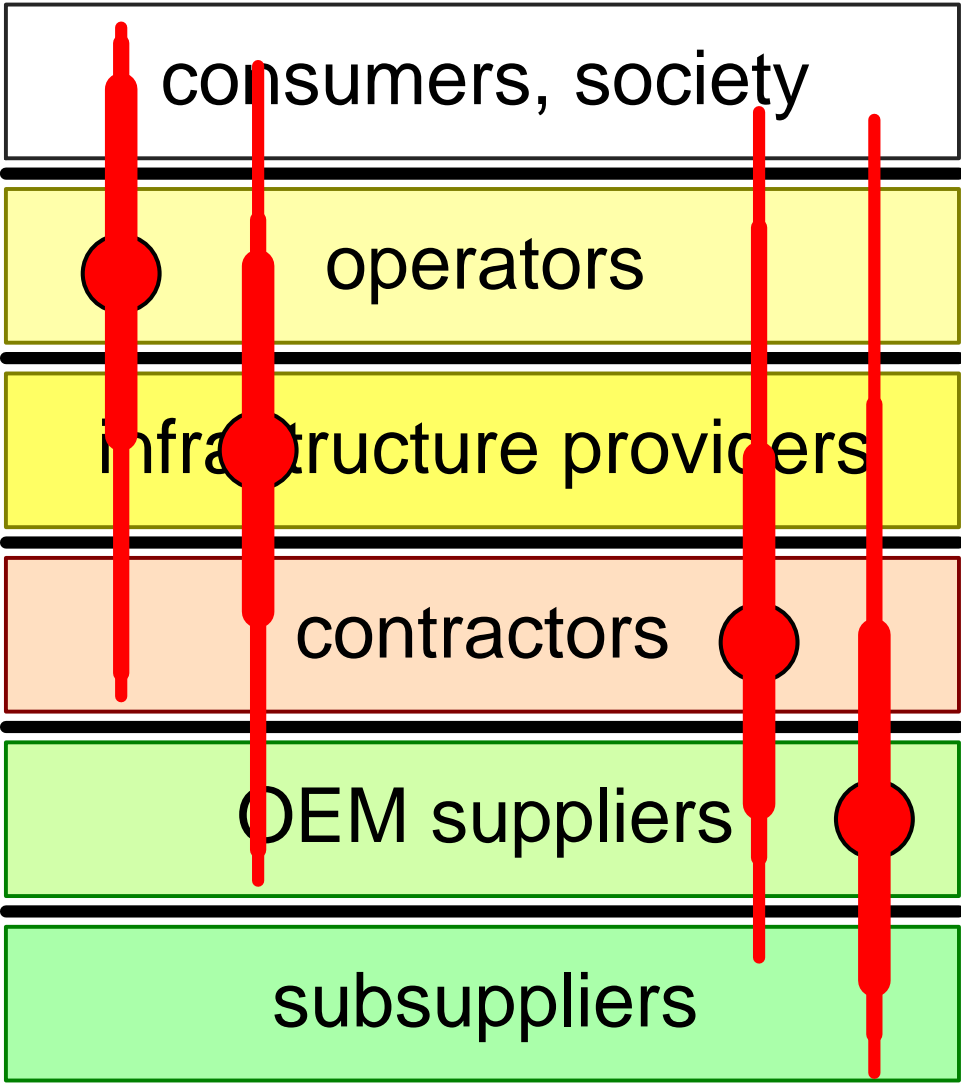 consumers, society
operators
infrastructure providers
contractors
OEM suppliers
subsuppliers